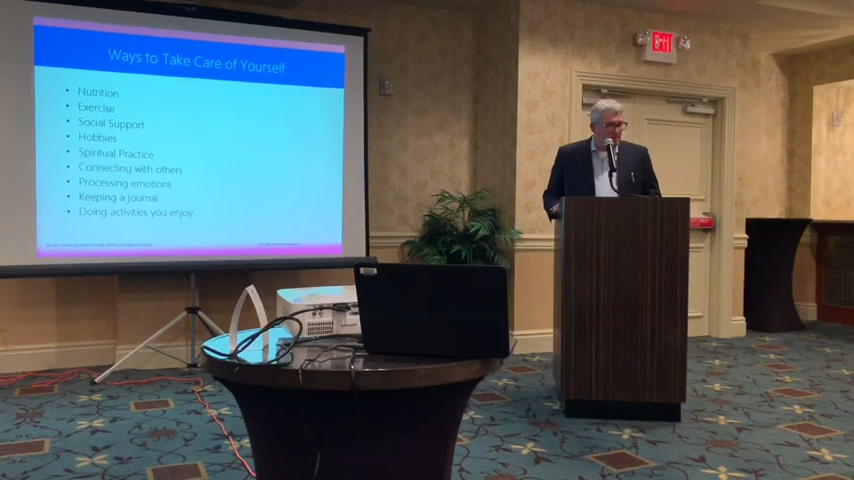 Ways to Take Care of Yourself
• Nutrition
• Exercise
• Social Support
• Hobbies
• Spiritual Practice
• Connecting with others
• Processing emotions
• Keeping a journal
• Doing activities you enjoy
EXIT